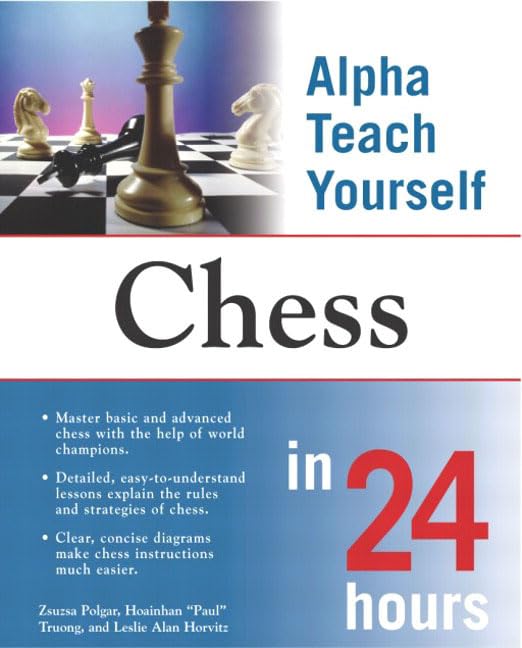 Alpha
Teach
Yourself
Chess
• Master basic and advanced
chess with the help of world
champions.
• Detailed, easy-to-understand
lessons explain the rules
and strategies of chess.
• Clear, concise diagrams
make chess instructions
much easier.
in
24
hours
Zsuzsa Polgar, Hoainhan “Paul”
Truong, and Leslie Alan Horvitz